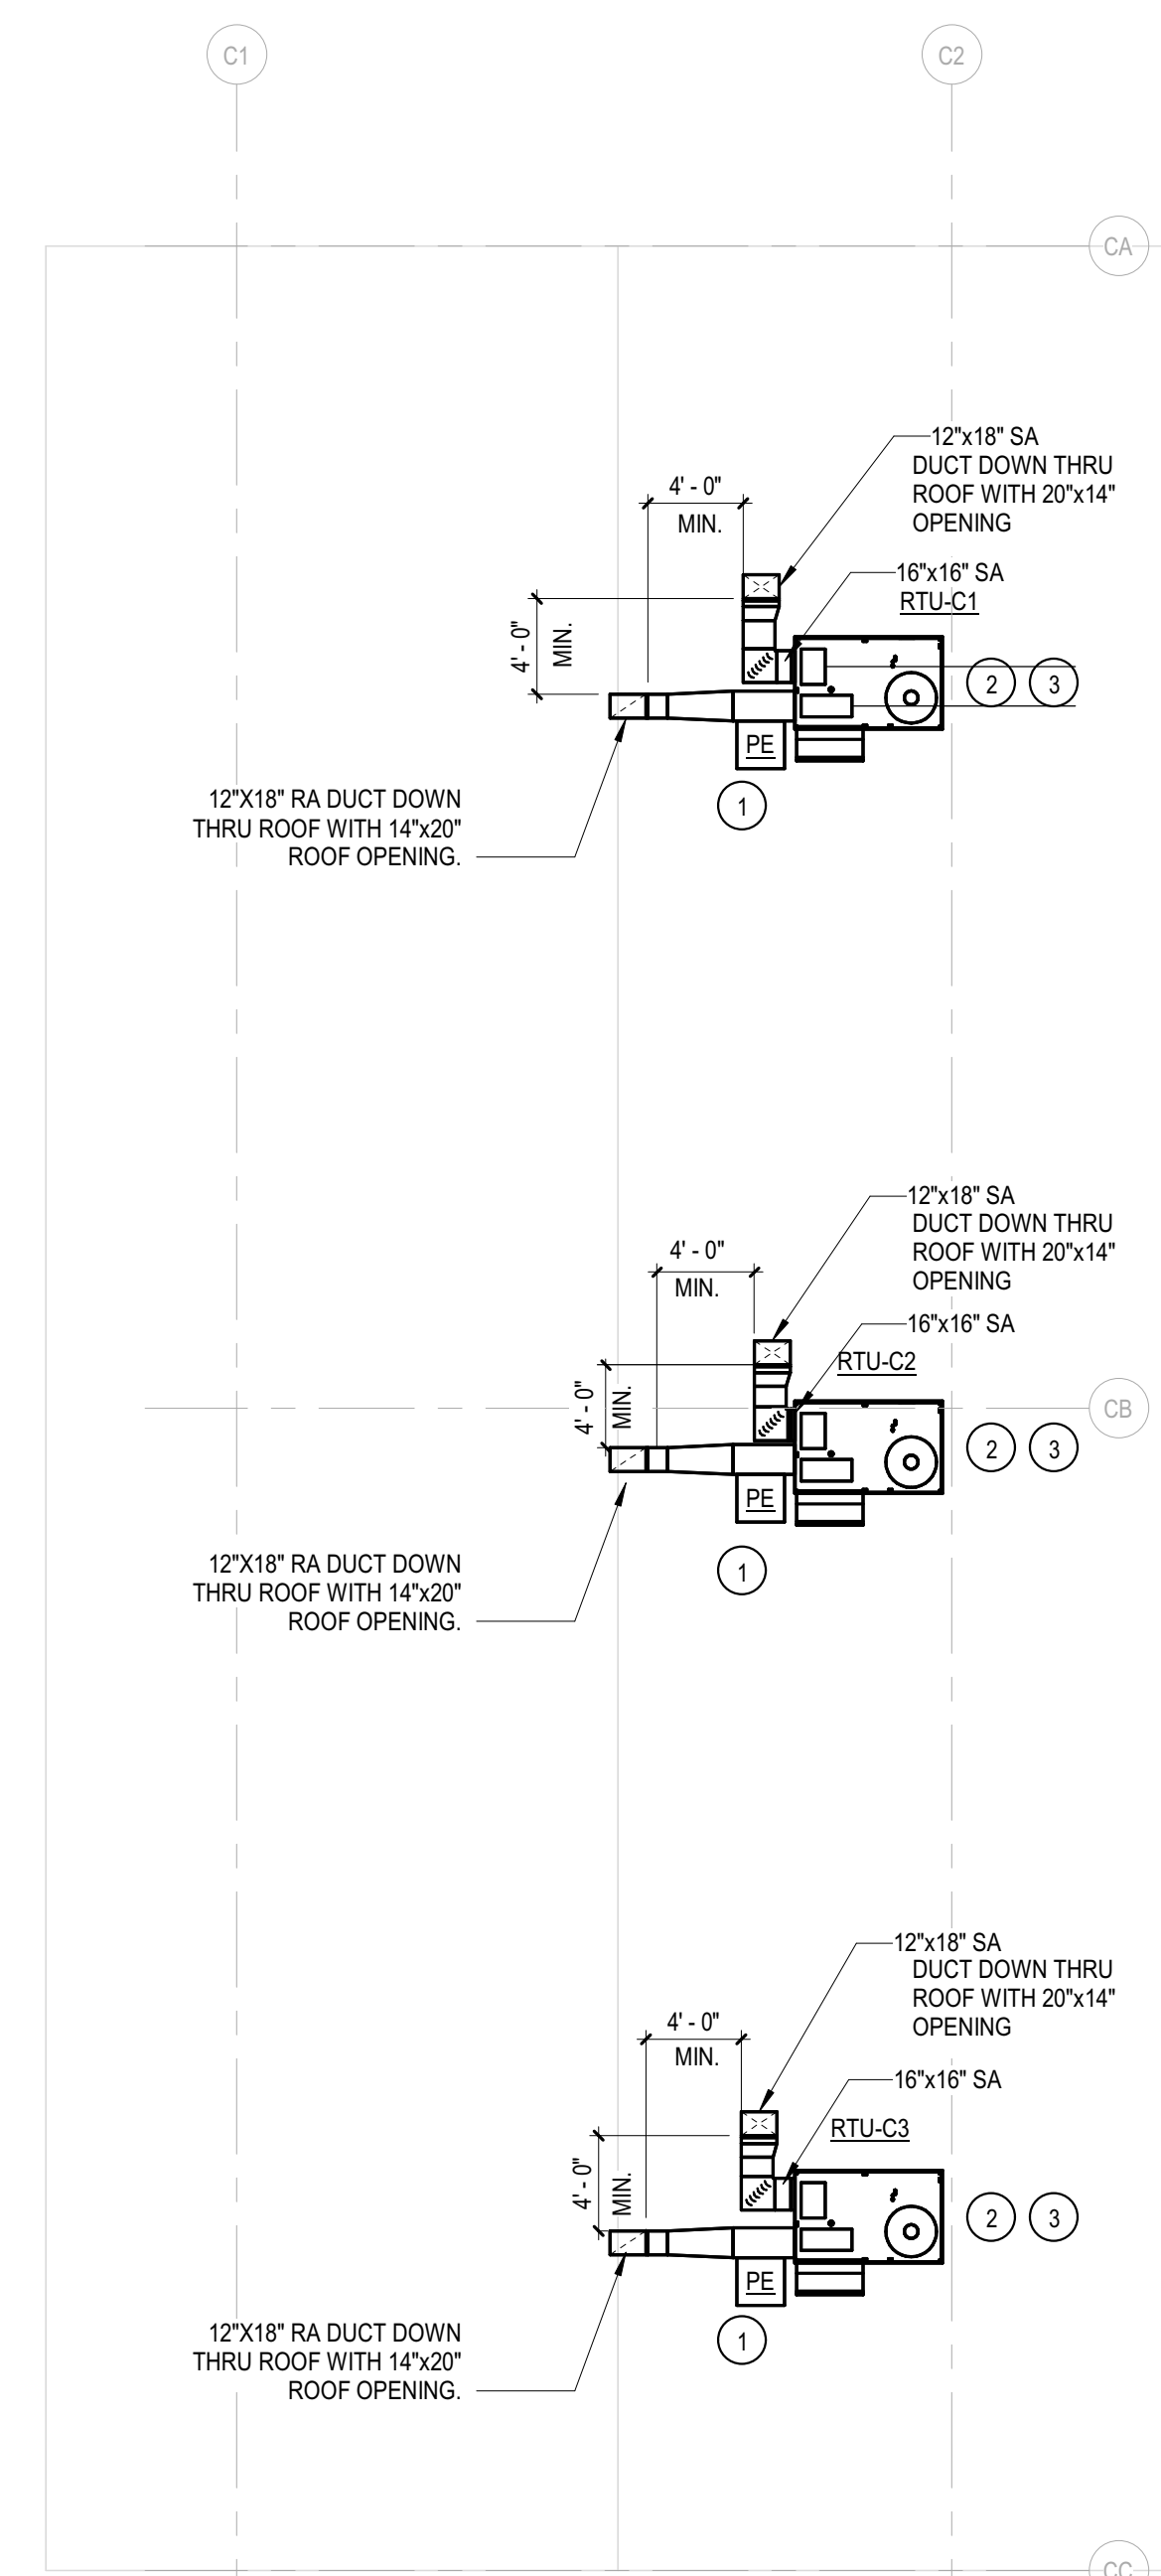 C1
C2
CA
12"x18" SA
DUCT DOWN THRU
ROOF WITH 20"x14"
OPENING
4' - 0"
MIN.
16"x16" SA
RTU-C1
4' - 0"
MIN.
2
3
PE
1
12"X18" RA DUCT DOWN
THRU ROOF WITH 14"x20"
ROOF OPENING.
12"x18" SA
DUCT DOWN THRU
ROOF WITH 20"x14"
OPENING
4' - 0"
MIN.
16"x16" SA
RTU-C2
4' - 0"
MIN.
CB
2
3
PE
1
12"X18" RA DUCT DOWN
THRU ROOF WITH 14"x20"
ROOF OPENING.
12"x18" SA
DUCT DOWN THRU
ROOF WITH 20"x14"
OPENING
4' - 0"
MIN.
16"x16" SA
RTU-C3
4' - 0"
MIN.
2
3
PE
1
12"X18" RA DUCT DOWN
THRU ROOF WITH 14"x20"
ROOF OPENING.
CC